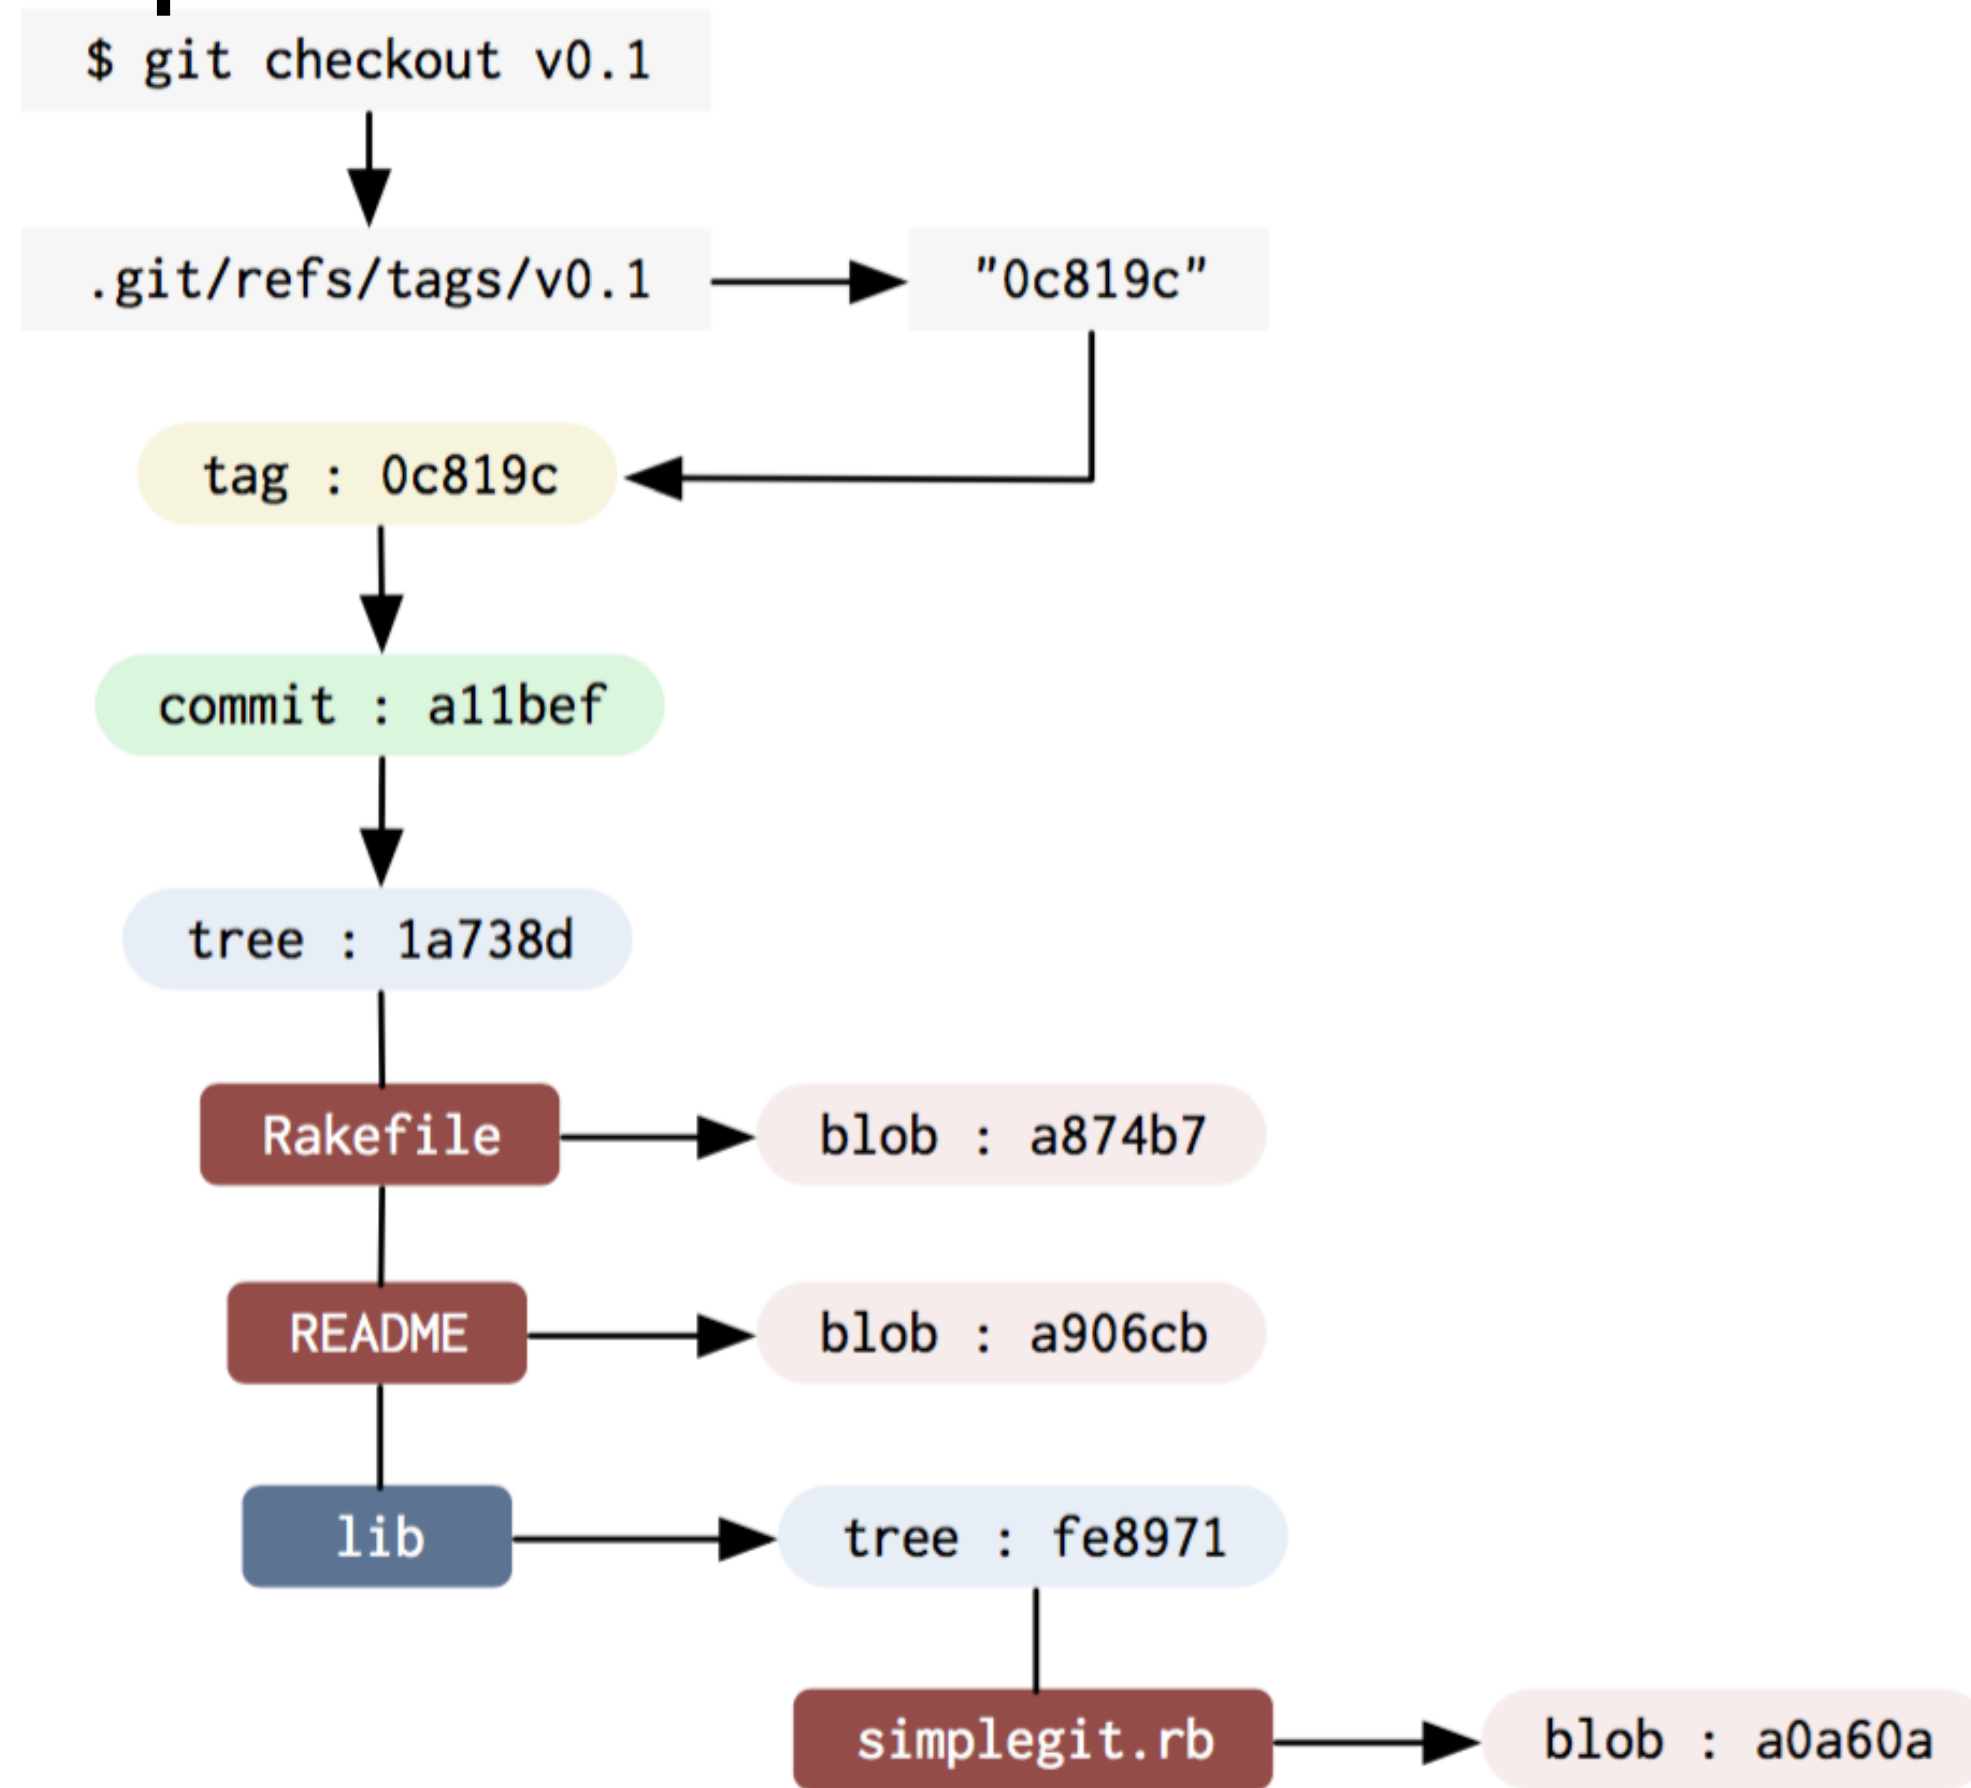 $ git checkout v0.1
.git/refs/tags/v0.1
"0c819c"
tag : 0c819c
commit : a11bef
tree : 1a738d
Rakefile
blob : a874b7
README
blob : a906cb
lib
tree : fe8971
simplegit.rb
blob : a0a60a